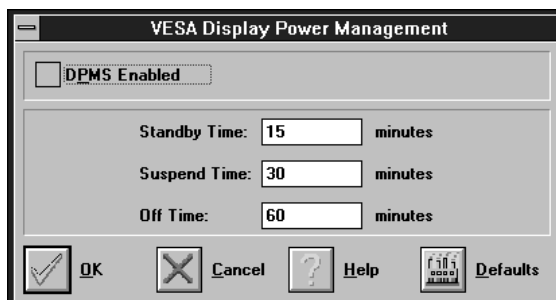 VESA Display Power Management
DPMS Enabled
Standby Time: 15 minutes
Suspend Time: 30 minutes
Off Time: 60 minutes
OK Cancel ? Help Defaults